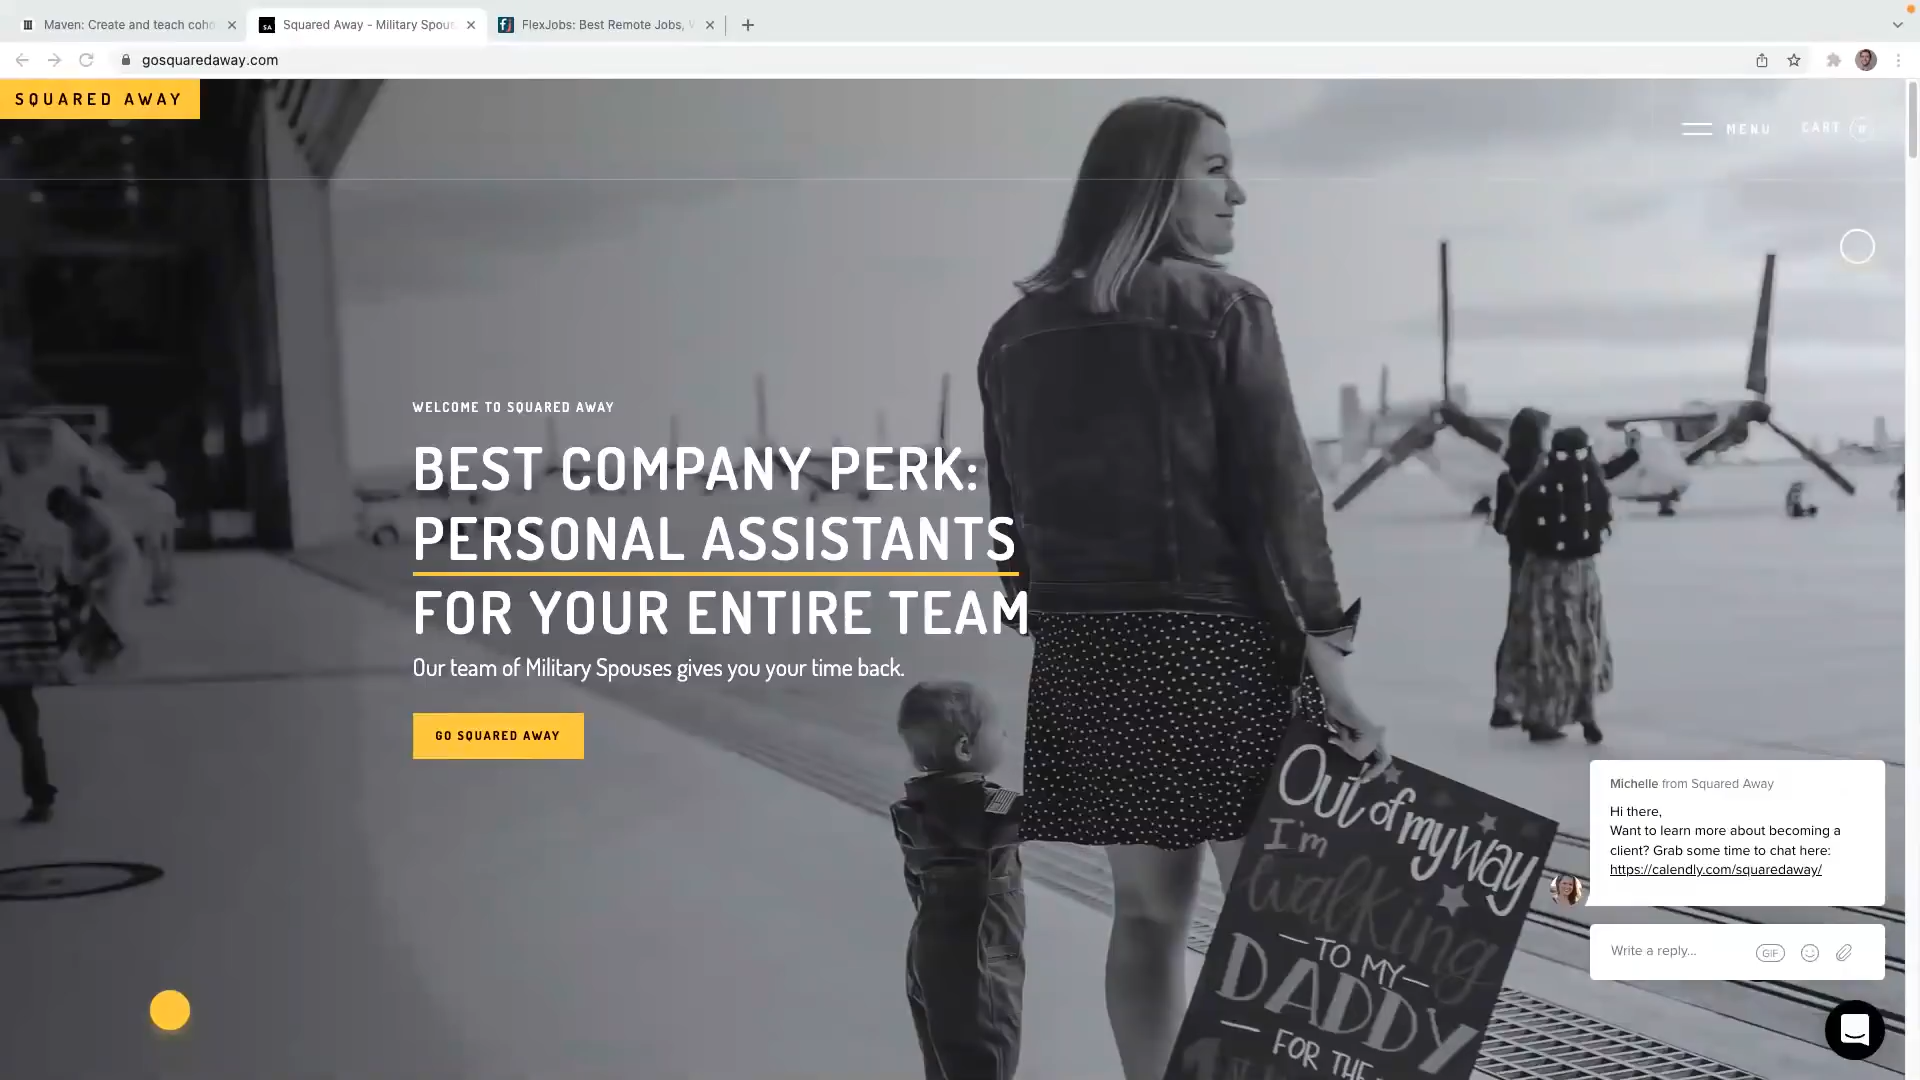 Maven: Create and teach coho
Squared Away - Military Spous
FlexJobs: Best Remote Jobs,
gosquaredaway.com
SQUARED AWAY
MENU
CART
WELCOME TO SQUARED AWAY
BEST COMPANY PERK:
PERSONAL ASSISTANTS
FOR YOUR ENTIRE TEAM
Our team of Military Spouses gives you your time back.
GO SQUARED AWAY
Out of my way
I'm
walking
TO MY
DADDY
FOR THE
Michelle from Squared Away
Hi there,
Want to learn more about becoming a
client? Grab some time to chat here:
https://calendly.com/squaredaway/
Write a reply...
GIF